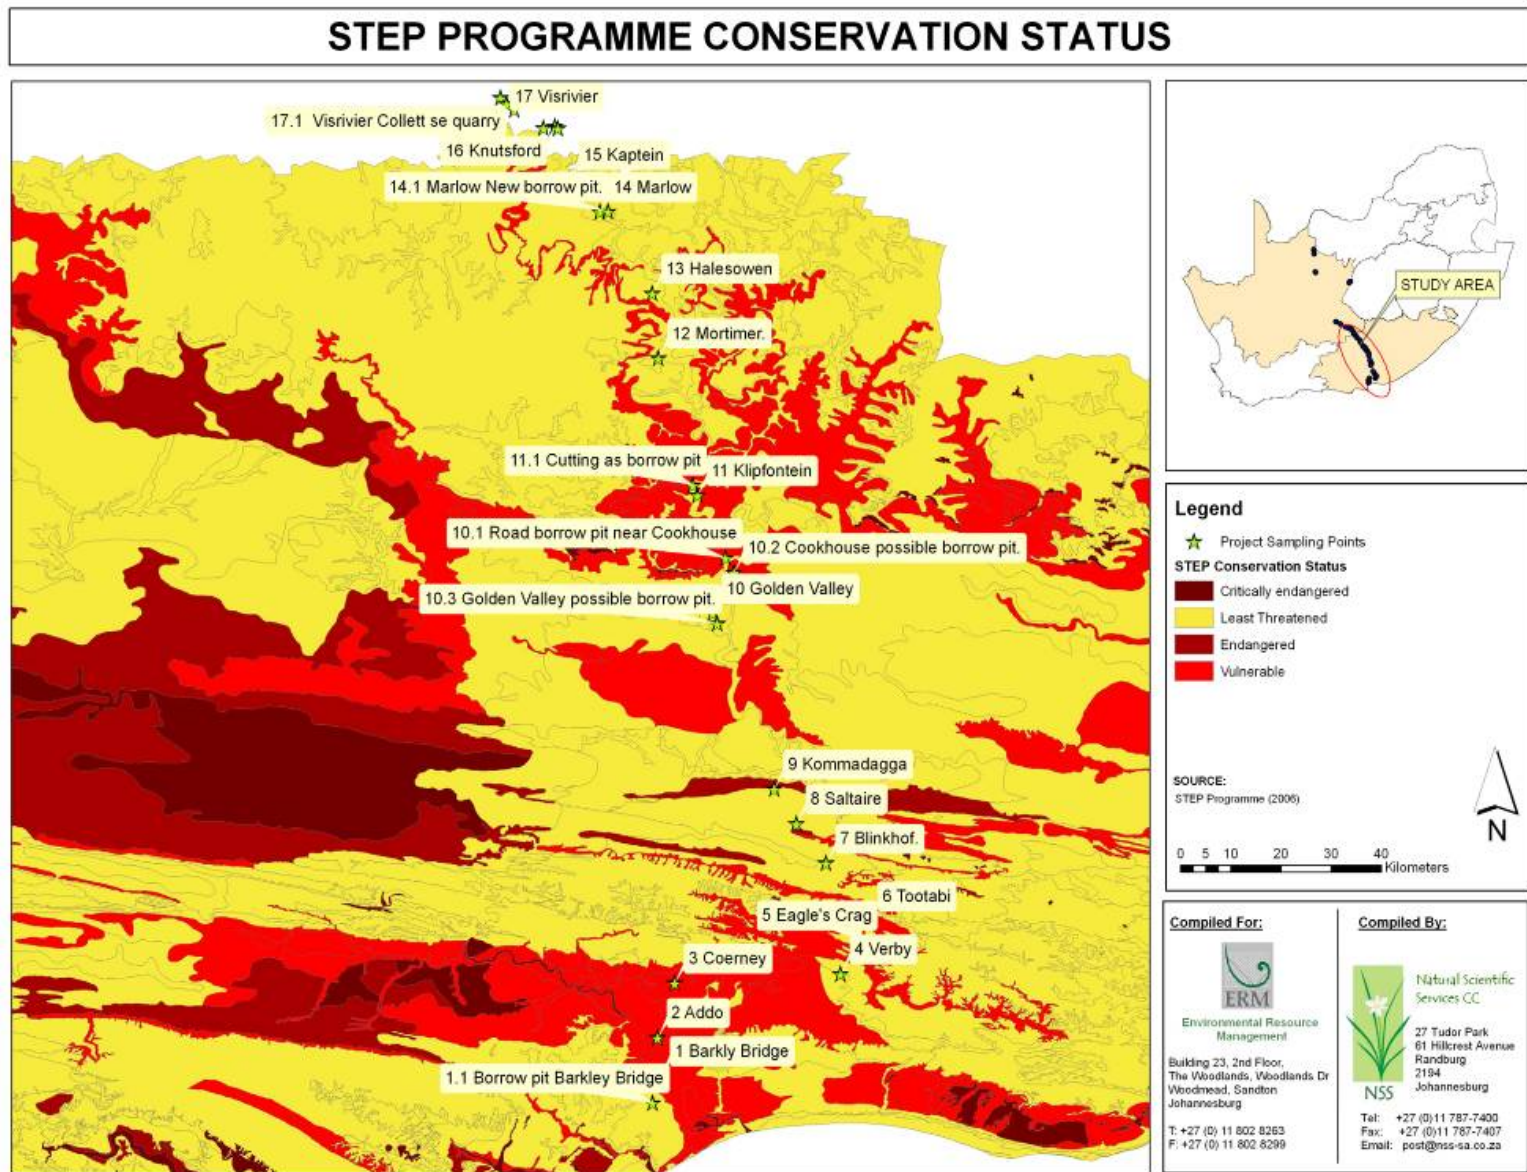 STEP PROGRAMME CONSERVATION STATUS
17 Visrivier
17.1 Visrivier Collett se quarry
16 Knutsford
15 Kaptein
14.1 Marlow New borrow pit.
14 Marlow
13 Halesowen
12 Mortimer.
11.1 Cutting as borrow pit
11 Klipfontein
10.1 Road borrow pit near Cookhouse
10.2 Cookhouse possible borrow pit.
10 Golden Valley
10.3 Golden Valley possible borrow pit.
9 Kommadagga
8 Saltaire
7 Blinkhof.
6 Tootabi
5 Eagle's Crag
4 Verby
3 Coerney
2 Addo
1 Barkly Bridge
1.1 Borrow pit Barkley Bridge
STUDY AREA
Legend
Project Sampling Points
STEP Conservation Status
Critically endangered
Least Threatened
Endangered
Vulnerable
SOURCE:
STEP Programme (2006)
N
0 5 10 20 30 40
Kilometers
Compiled For:
ERM
Environmental Resource
Management
Building 23, 2nd Floor,
The Woodlands, Woodlands Dr
Woodmead, Sandton
Johannesburg
T: +27 (0) 11 802 8263
F: +27 (0) 11 802 8299
Compiled By:
Natural Scientific
Services CC
NSS
27 Tudor Park
61 Hillcrest Avenue
Randburg
2194
Johannesburg
Tel: +27 (0)11 787-7400
Fax: +27 (0)11 787-7407
Email: post@nss-sa.co.za